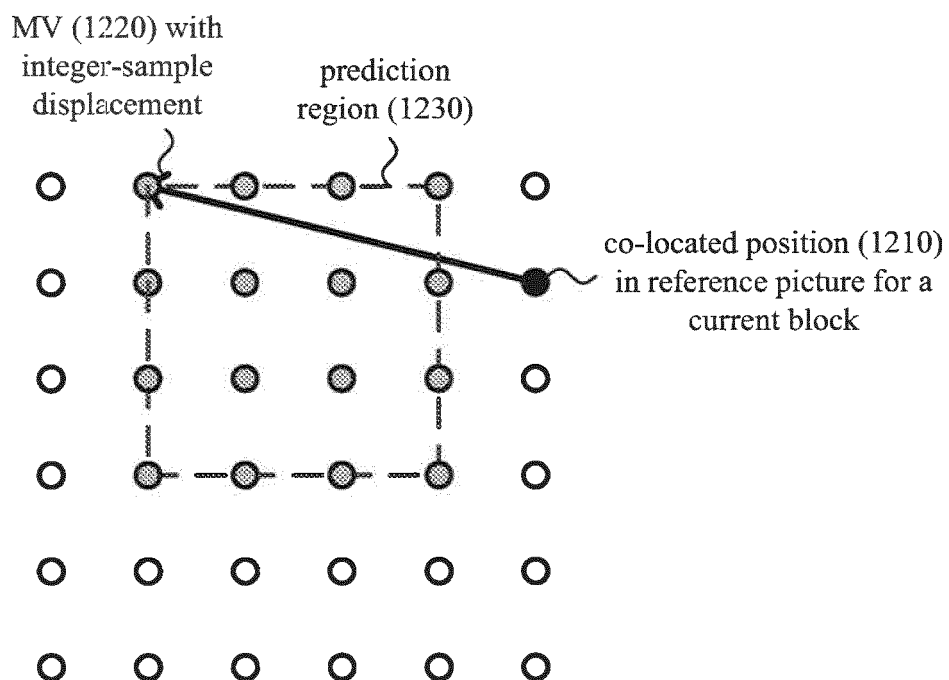 MV (1220) with
integer-sample
displacement
prediction
region (1230)
co-located position (1210)
in reference picture for a
current block